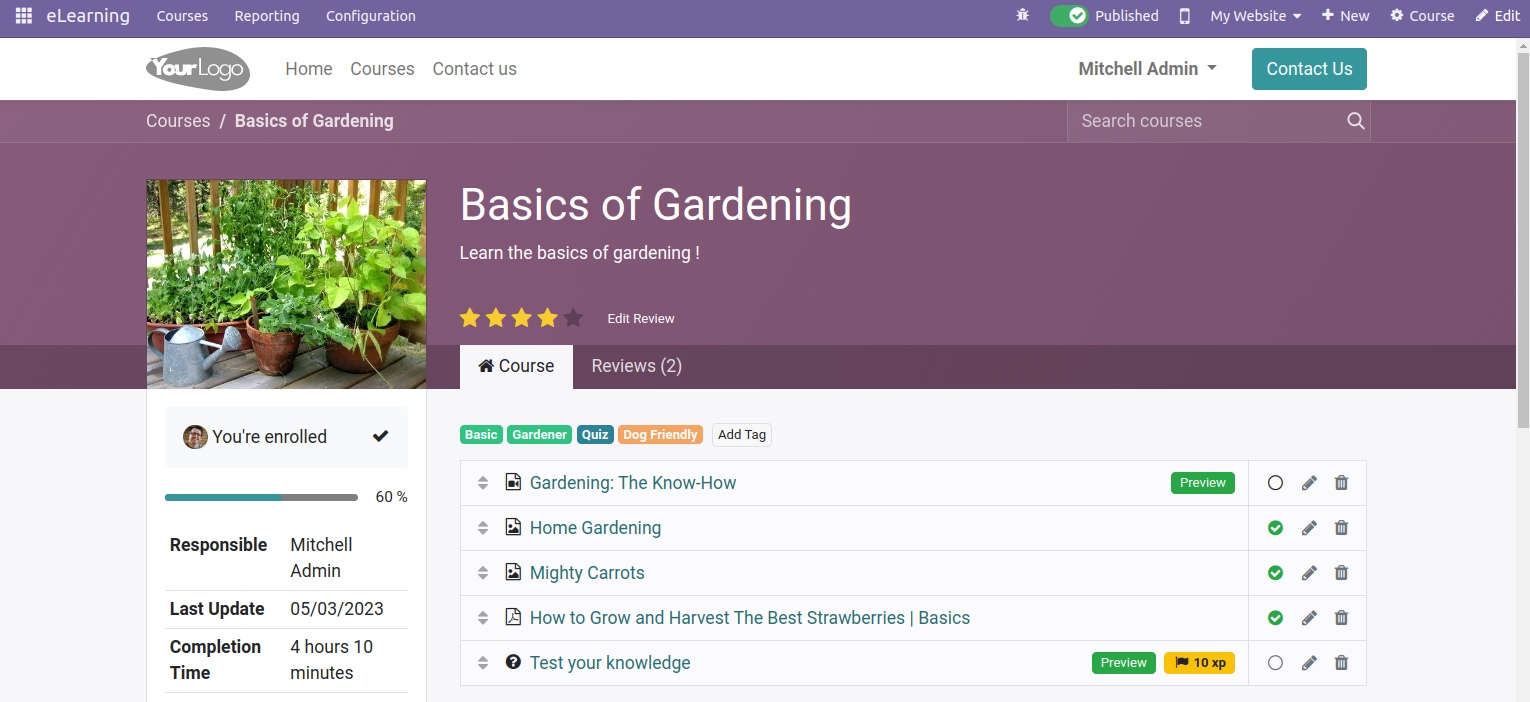 eLearning Courses Reporting Configuration Published My Website New Course Edit
YourLogo Home Courses Contact us Mitchell Admin Contact Us
Courses / Basics of Gardening Search courses
Basics of Gardening
Learn the basics of gardening !
Edit Review
Course Reviews (2)
You're enrolled
60 %
Responsible Mitchell
Admin
Last Update 05/03/2023
Completion 4 hours 10
Time minutes
Basic Gardener Quiz Dog Friendly Add Tag
Gardening: The Know-How Preview
Home Gardening
Mighty Carrots
How to Grow and Harvest The Best Strawberries | Basics
Test your knowledge Preview 10 xp